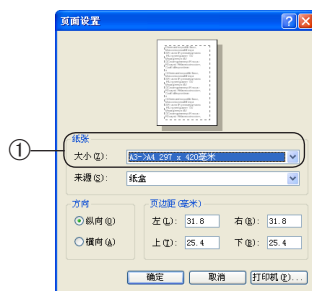 页面设置
纸张
① 大小(Z): A3->A4 297 x 420毫米
来源(S): 纸盒
方向 页边距(毫米)
纵向(O) 左(L): 31.8 右(R): 31.8
横向(A) 上(T): 25.4 下(B): 25.4
确定 取消 打印机(P)...